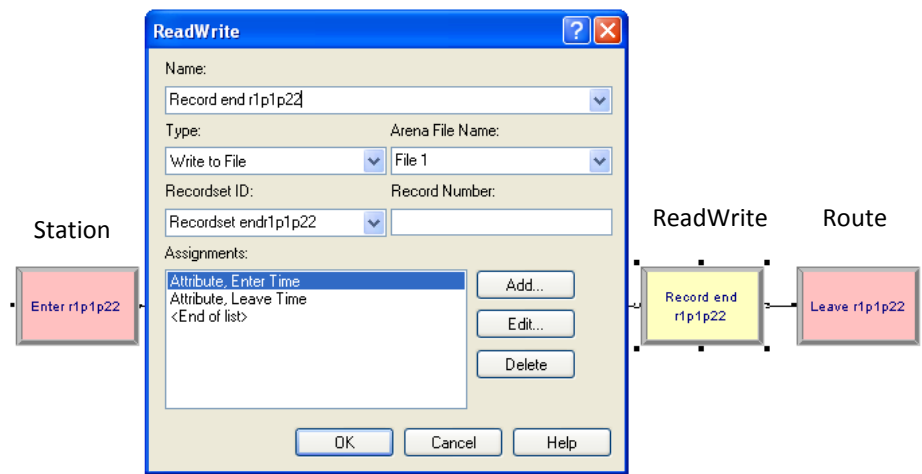 ReadWrite
Name:
Record end r1p1p22
Type:
Arena File Name:
Write to File
File 1
Recordset ID:
Record Number:
Recordset endr1p1p22
Assignments:
Attribute, Enter Time
Attribute, Leave Time
<End of list>
Add...
Edit...
Delete
OK
Cancel
Help
Station
Enter r1p1p22
ReadWrite
Record end
r1p1p22
Route
Leave r1p1p22